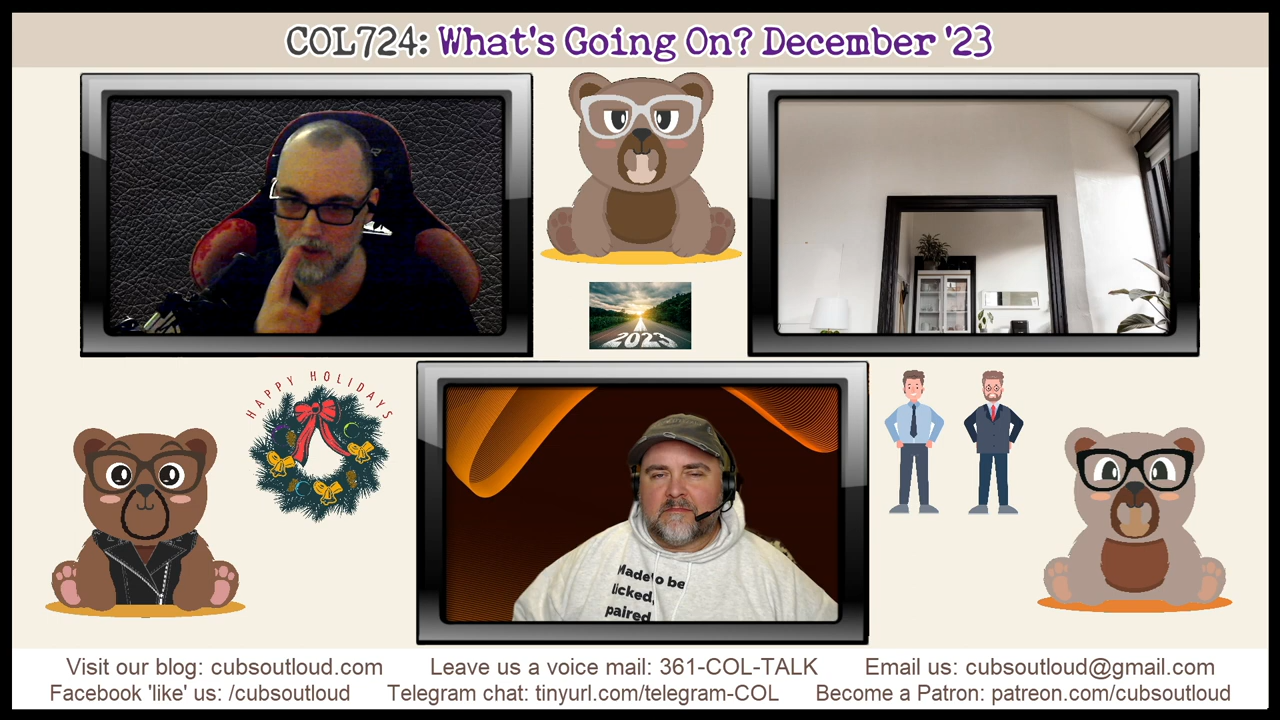 COL724: What's Going On? December '23
2023
HAPPY HOLIDAYS
Made to be
licked,
paired
Visit our blog: cubsoutloud.com Leave us a voice mail: 361-COL-TALK Email us: cubsoutloud@gmail.com
Facebook 'like' us: /cubsoutloud Telegram chat: tinyurl.com/telegram-COL Become a Patron: patreon.com/cubsoutloud